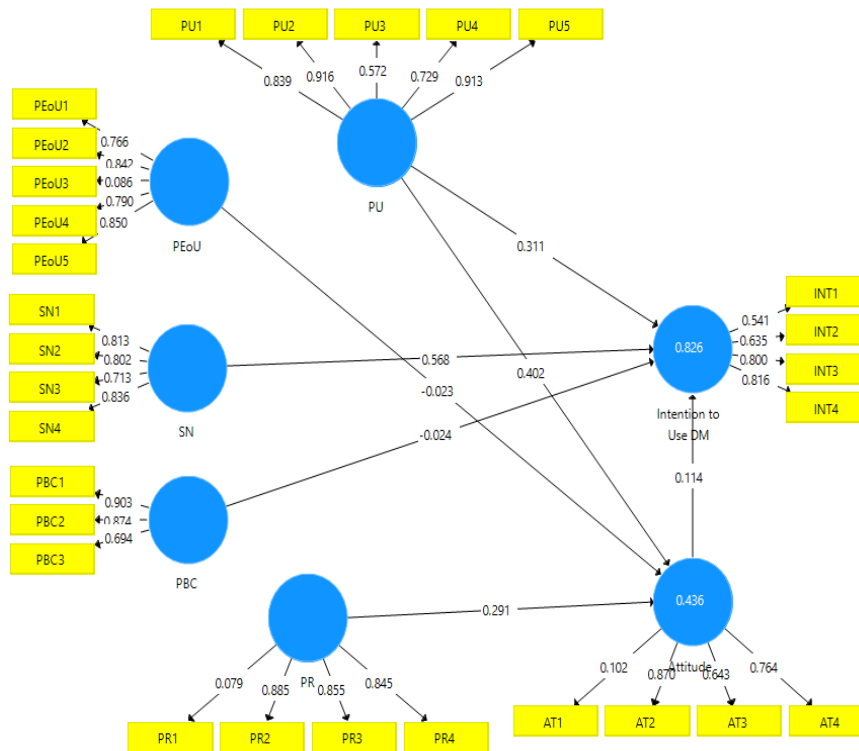 PU1 PU2 PU3 PU4 PU5
0.839 0.916 0.572 0.729 0.913
PU
PEoU1
PEoU2
PEoU3
PEoU4
PEoU5
0.766
0.842
0.086
0.790
0.850
PEoU
0.311
SN1
SN2
SN3
SN4
0.813
0.802
0.713
0.836
SN
0.568
0.402
-0.023
-0.024
0.826
Intention to
Use DM
INT1
INT2
INT3
INT4
0.541
0.635
0.800
0.816
0.114
PBC1
PBC2
PBC3
0.903
0.874
0.694
PBC
0.291
PR
0.079 0.885 0.855 0.845
PR1 PR2 PR3 PR4
0.436
Attitude
0.102 0.870 0.643 0.764
AT1 AT2 AT3 AT4